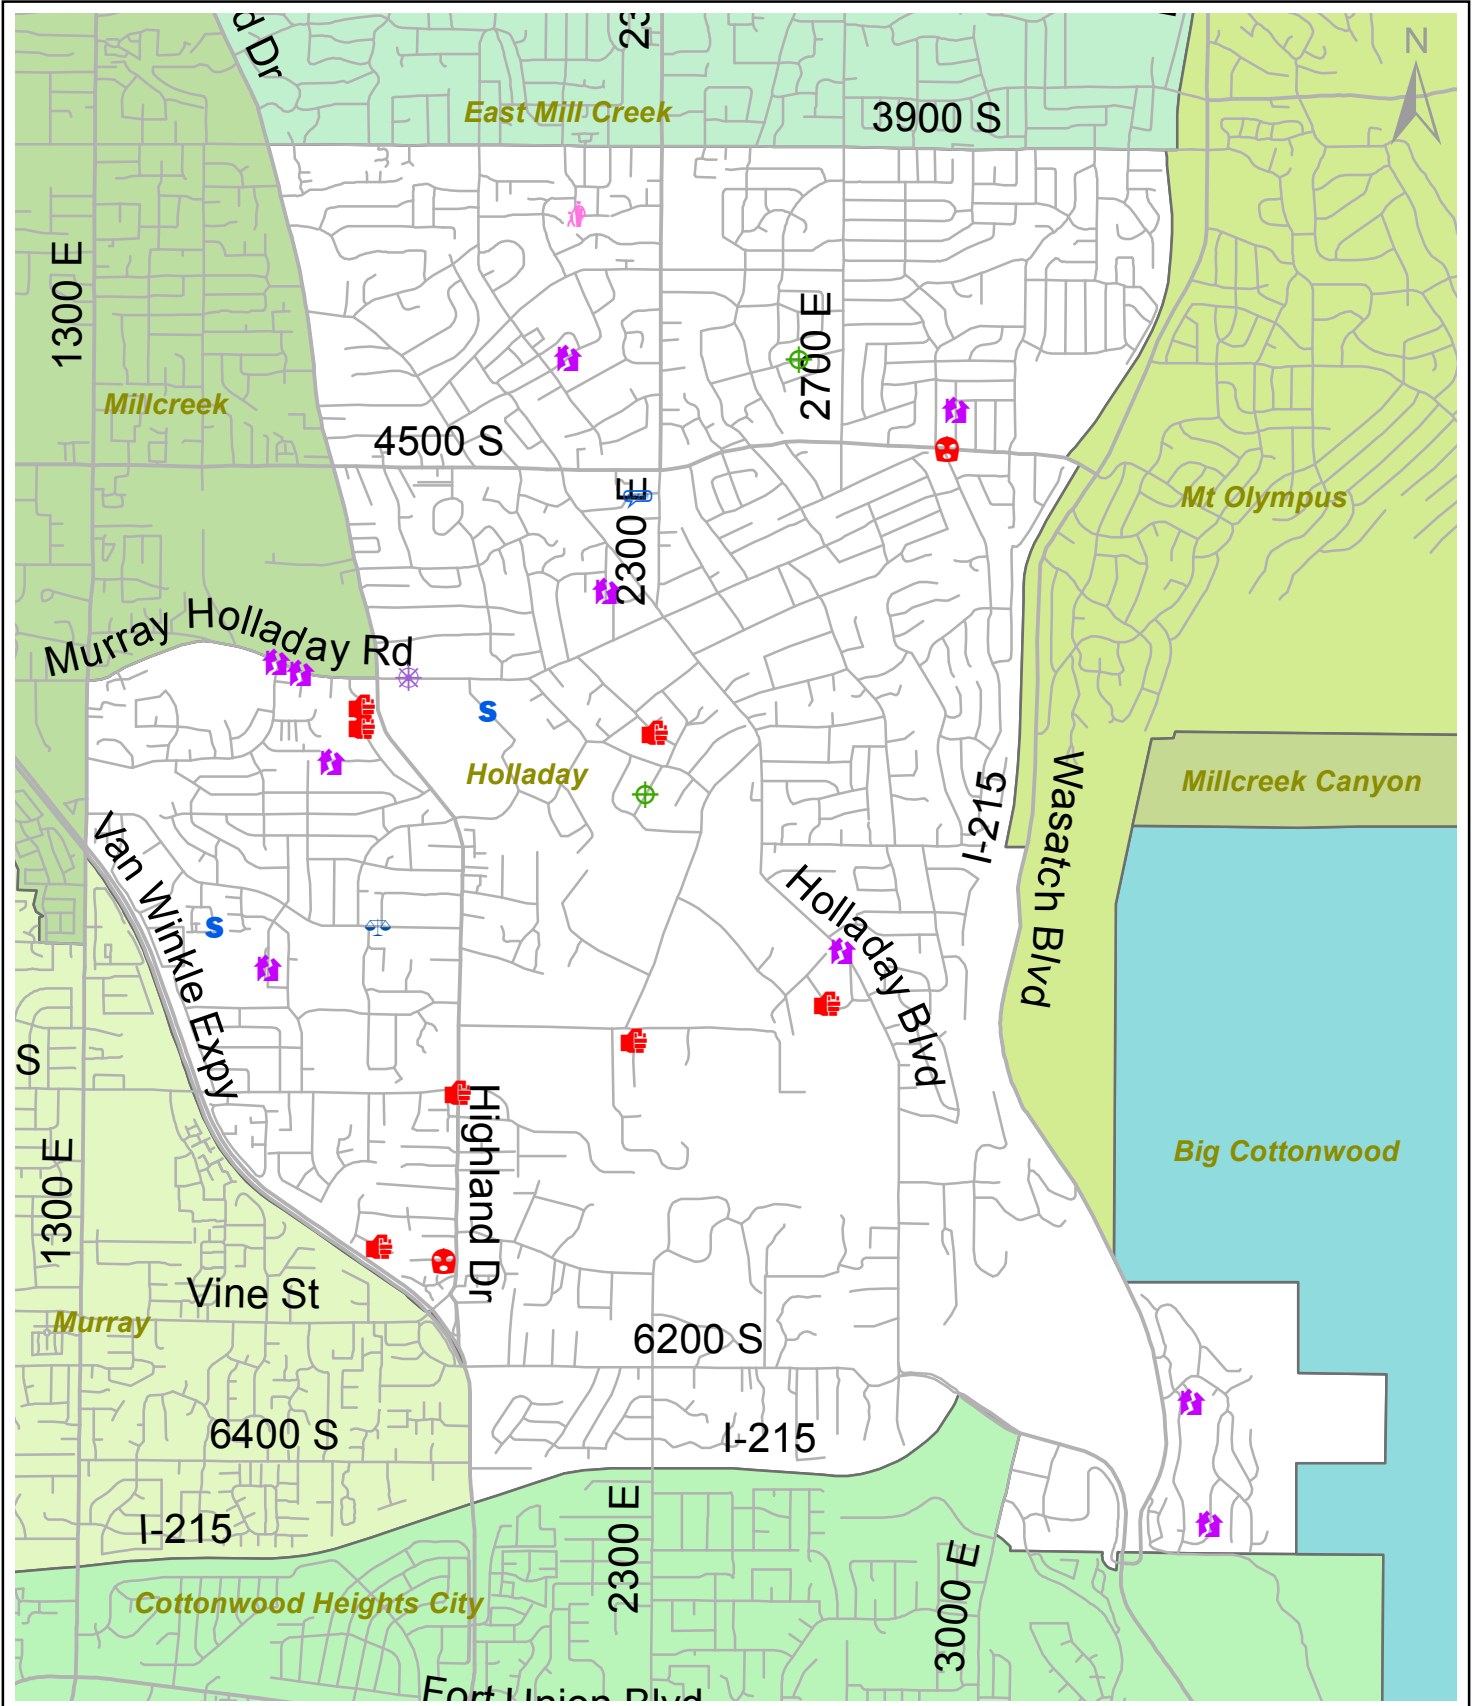 d Dr
23
N
East Mill Creek
3900 S
1300 E
2700 E
Millcreek
4500 S
Mt Olympus
2300 E
Murray Holladay Rd
S
Holladay
I-215
Wasatch Blvd
Millcreek Canyon
Van Winkle Expy
Holladay Blvd
S
S
Highland Dr
1300 E
Big Cottonwood
Vine St
Murray
6200 S
6400 S
I-215
I-215
2300 E
3000 E
Cottonwood Heights City
Fort Union Blvd